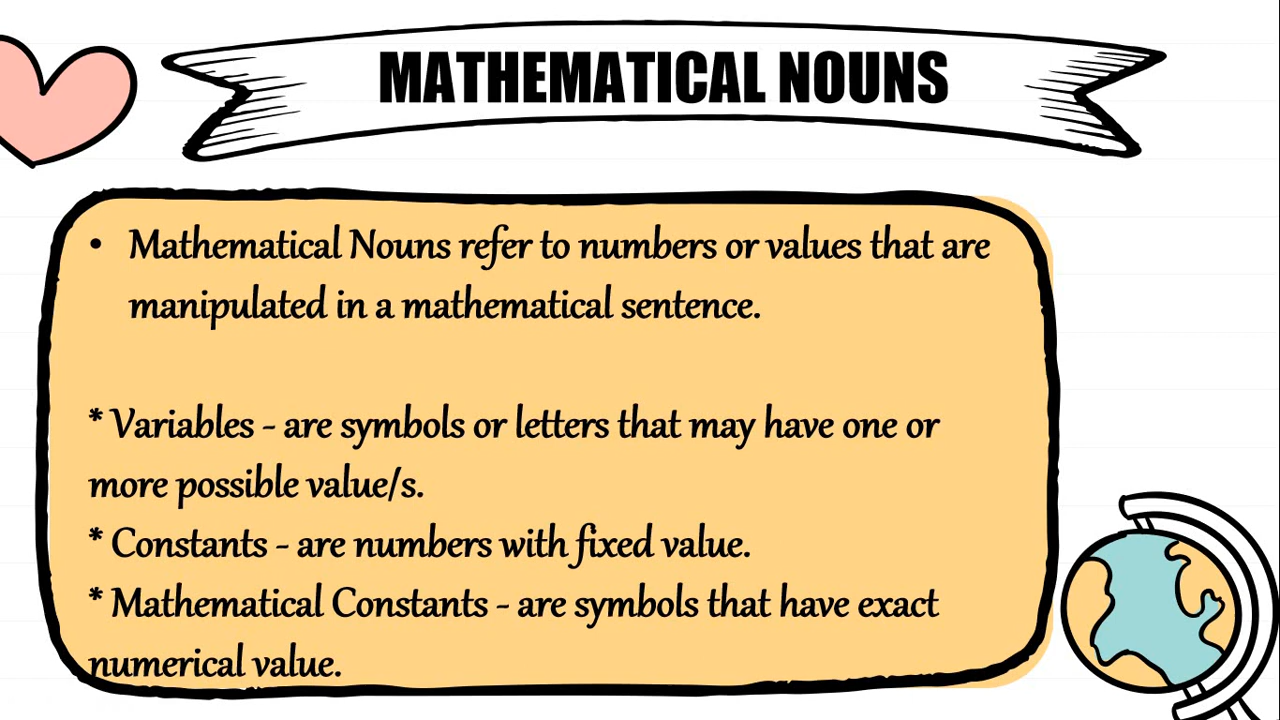 MATHEMATICAL NOUNS
• Mathematical Nouns refer to numbers or values that are
manipulated in a mathematical sentence.
* Variables - are symbols or letters that may have one or
more possible value/s.
* Constants - are numbers with fixed value.
* Mathematical Constants - are symbols that have exact
numerical value.